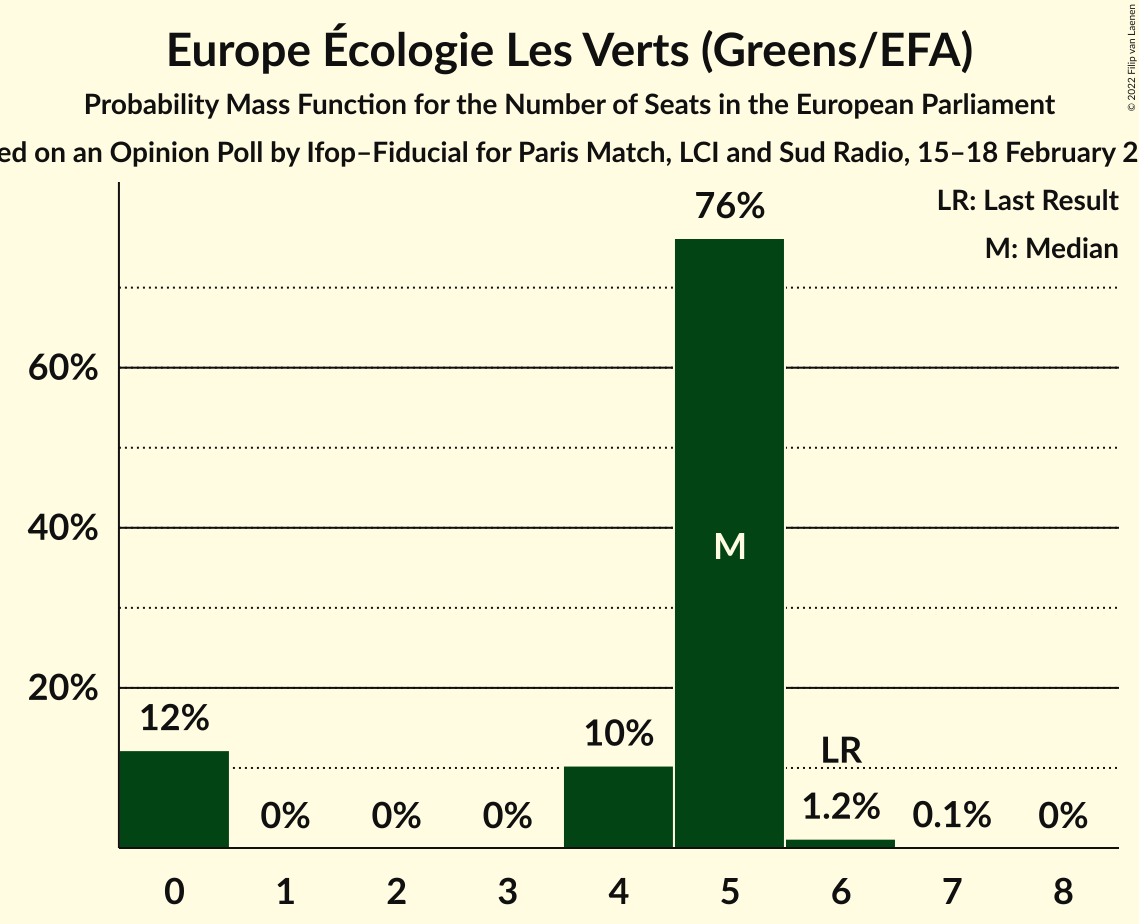 Europe Écologie Les Verts (Greens/EFA)
Probability Mass Function for the Number of Seats in the European Parliament
on an Opinion Poll by Ifop–Fiducial for Paris Match, LCI and Sud Radio, 15–18 February
© 2022 Filip van Laenen
LR: Last Result
M: Median
76%
60%
40%
M
20%
12%
10%
LR
0%
0%
0%
1.2%
0.1%
0%
0 1 2 3 4 5 6 7 8